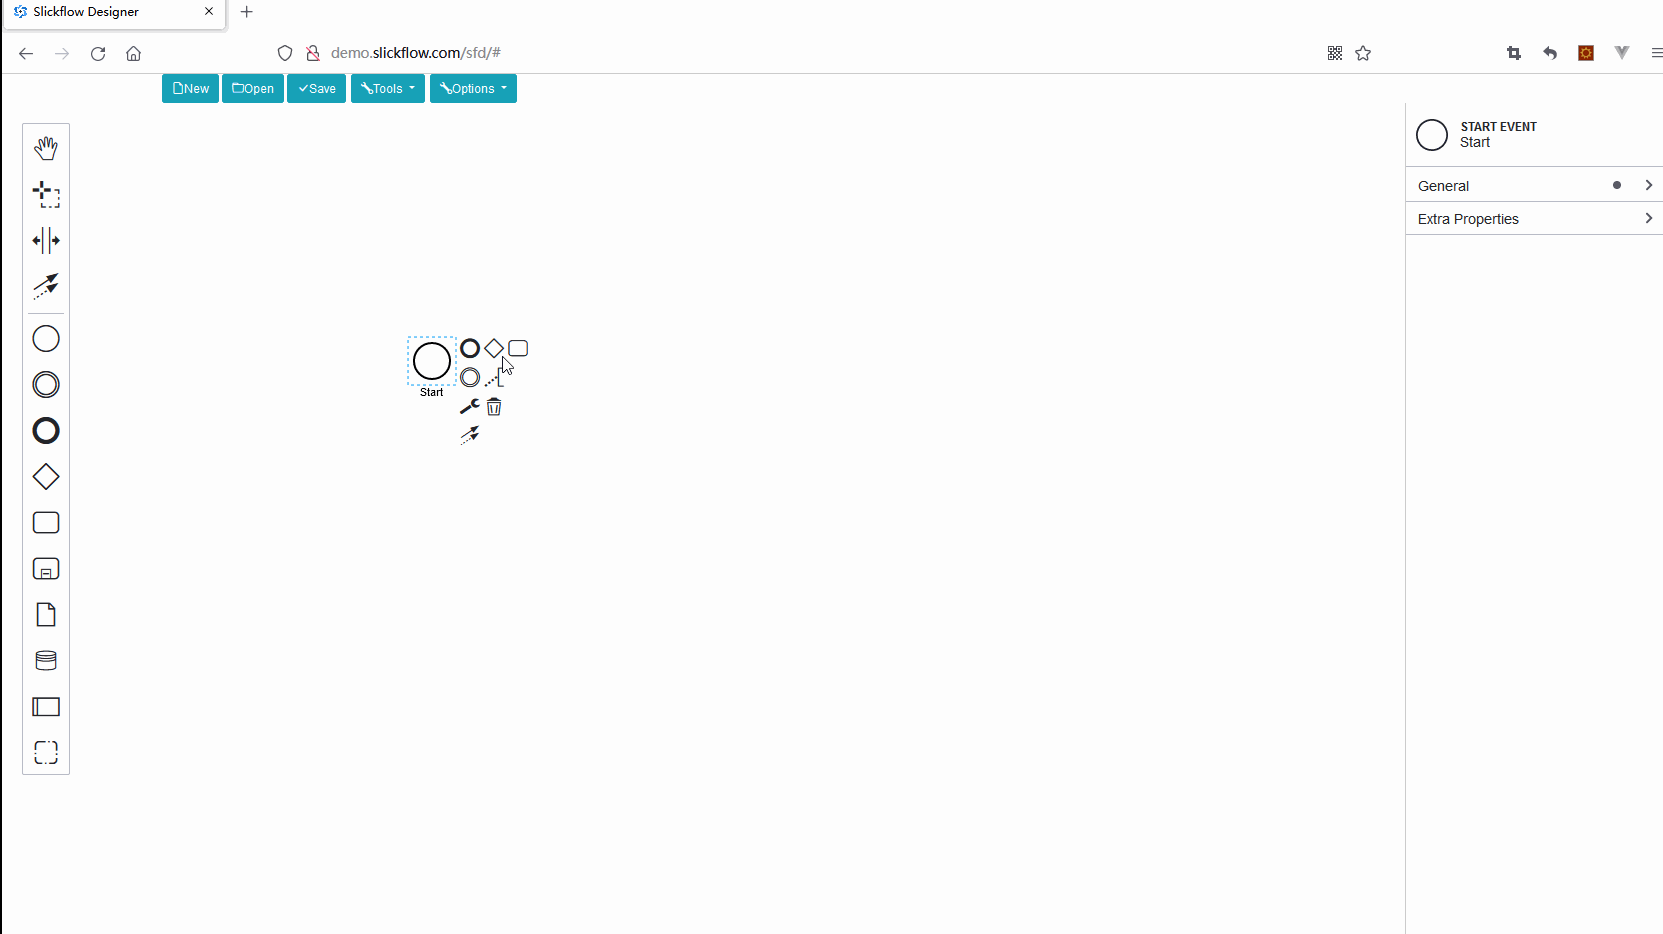 Slickflow Designer
demo.slickflow.com/sfd/#
New Open Save Tools Options
START EVENT
Start
General
Extra Properties
Start